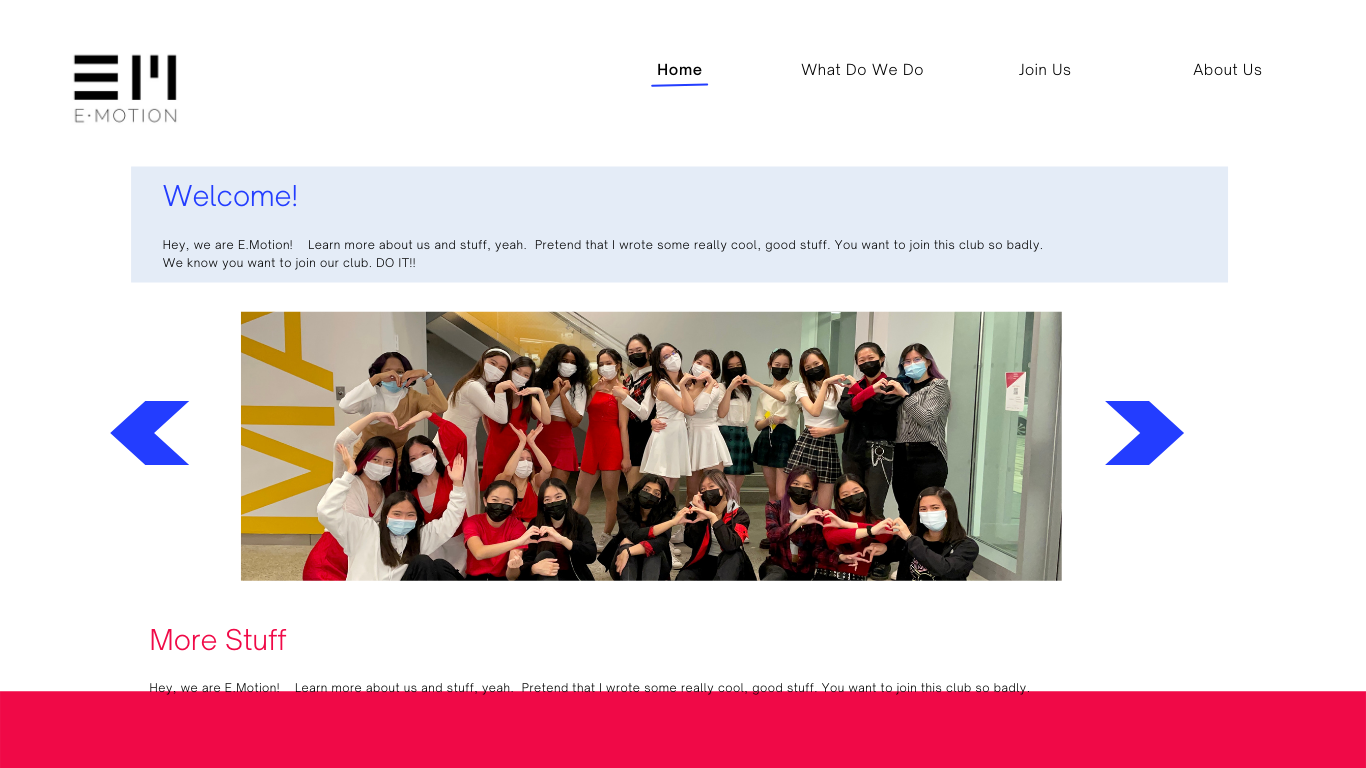 EM
E·MOTION
Home
What Do We Do
Join Us
About Us
Welcome!
Hey, we are E.Motion! Learn more about us and stuff, yeah. Pretend that I wrote some really cool, good stuff. You want to join this club so badly.
We know you want to join our club. DO IT!!
MA
More Stuff
Hey, we are E.Motion! Learn more about us and stuff, yeah. Pretend that I wrote some really cool, good stuff. You want to join this club so badly.